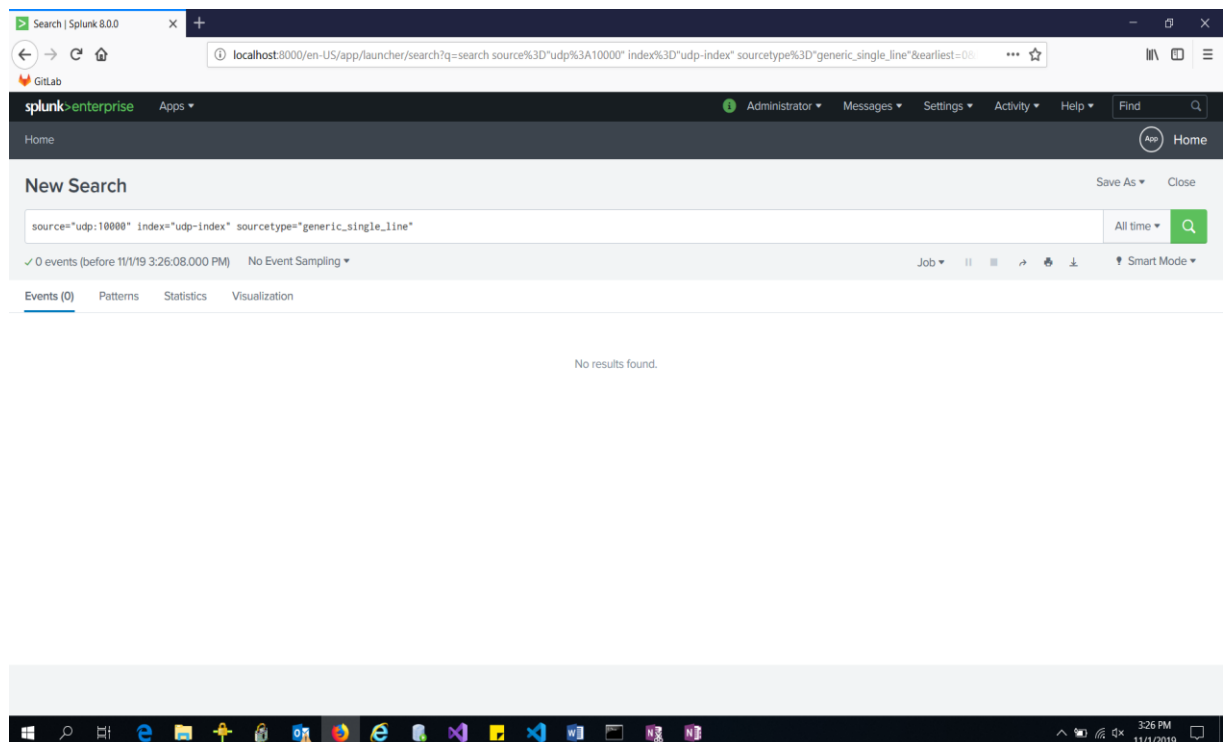 Search | Splunk 8.0.0
localhost:8000/en-US/app/launcher/search?q=search source%3D"udp%3A10000" index%3D"udp-index" sourcetype%3D"generic_single_line"&earliest=0&
GitLab
splunk>enterprise Apps
i Administrator Messages Settings Activity Help Find
Home
App Home
New Search
Save As Close
source="udp:10000" index="udp-index" sourcetype="generic_single_line"
All time
✓ 0 events (before 11/1/19 3:26:08.000 PM) No Event Sampling
Job Smart Mode
Events (0) Patterns Statistics Visualization
No results found.
3:26 PM
11/1/2019